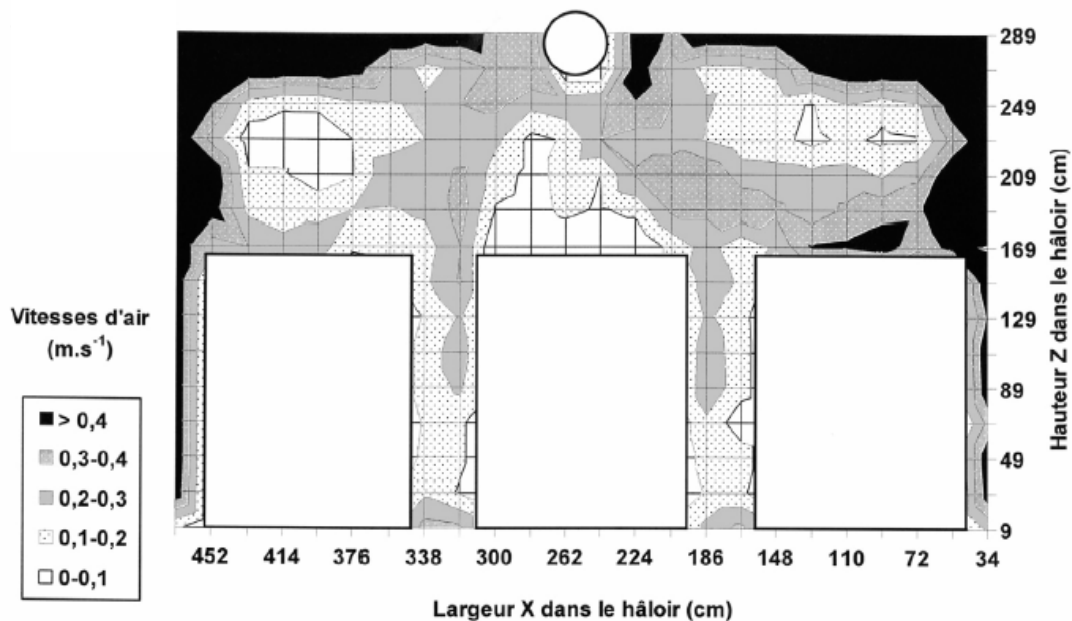 289
249
209
169
129
89
49
9
Hauteur Z dans le hâloir (cm)
Vitesses d'air
(m.s-1)
> 0,4
0,3-0,4
0,2-0,3
0,1-0,2
0-0,1
452 414 376 338 300 262 224 186 148 110 72 34
Largeur X dans le hâloir (cm)